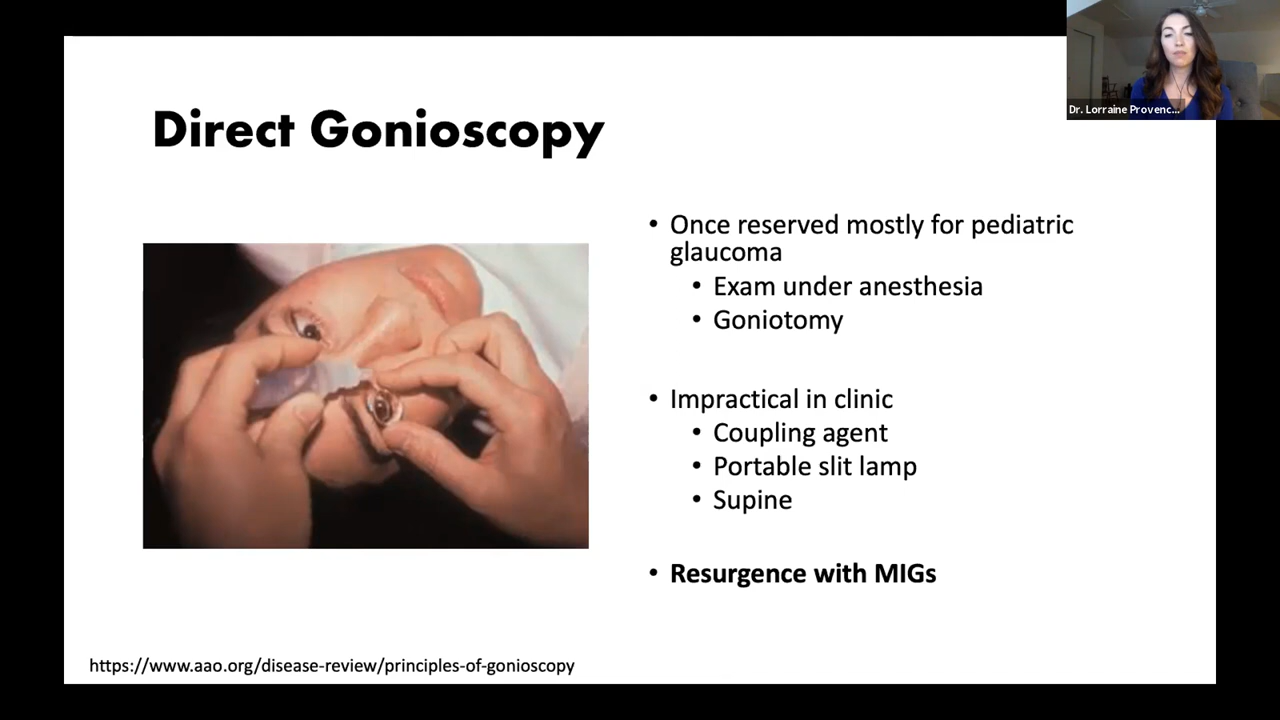 Dr. Lorraine Provenc...
Direct Gonioscopy
• Once reserved mostly for pediatric
glaucoma
• Exam under anesthesia
• Goniotomy
• Impractical in clinic
• Coupling agent
• Portable slit lamp
• Supine
• Resurgence with MIGs
https://www.aao.org/disease-review/principles-of-gonioscopy